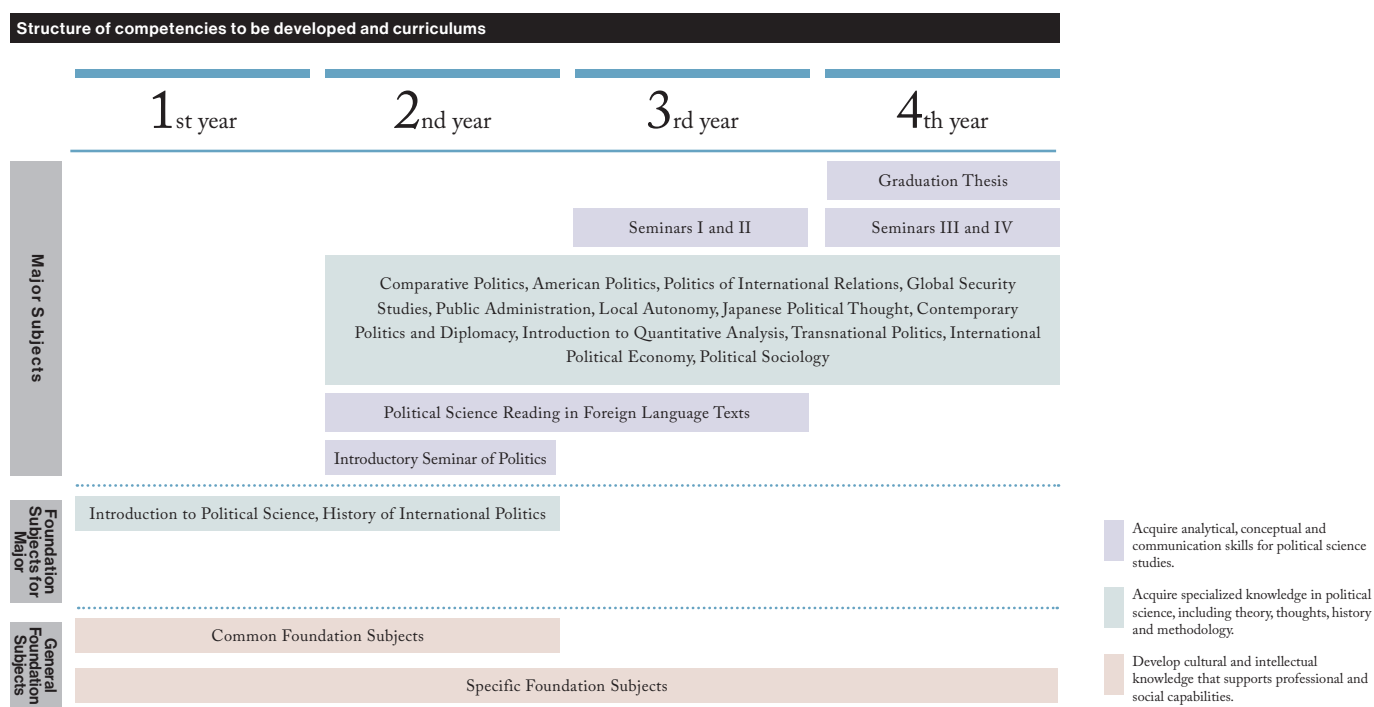 Structure of competencies to be developed and curriculums
1st year
2nd year
3rd year
4th year
Major Subjects
Graduation Thesis
Seminars I and II
Seminars III and IV
Comparative Politics, American Politics, Politics of International Relations, Global Security
Studies, Public Administration, Local Autonomy, Japanese Political Thought, Contemporary
Politics and Diplomacy, Introduction to Quantitative Analysis, Transnational Politics, International
Political Economy, Political Sociology
Political Science Reading in Foreign Language Texts
Introductory Seminar of Politics
Foundation
Subjects for
Major
Introduction to Political Science, History of International Politics
General
Foundation
Subjects
Common Foundation Subjects
Specific Foundation Subjects
Acquire analytical, conceptual and
communication skills for political science
studies.
Acquire specialized knowledge in political
science, including theory, thoughts, history
and methodology.
Develop cultural and intellectual
knowledge that supports professional and
social capabilities.